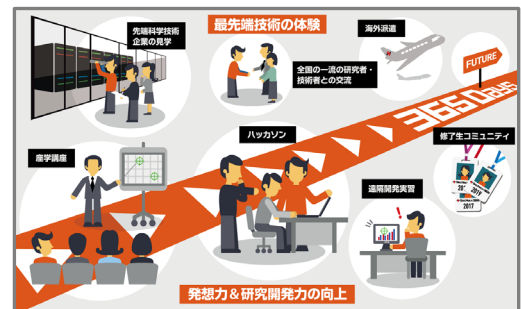 最先端技術の体験
先端科学技術
企業の見学
海外派遣
全国の一流の研究者・
技術者との交流
FUTURE
365Days
ハッカソン
修了生コミュニティ
産学講座
遠隔開発実習
2017
発想力&研究開発力の向上